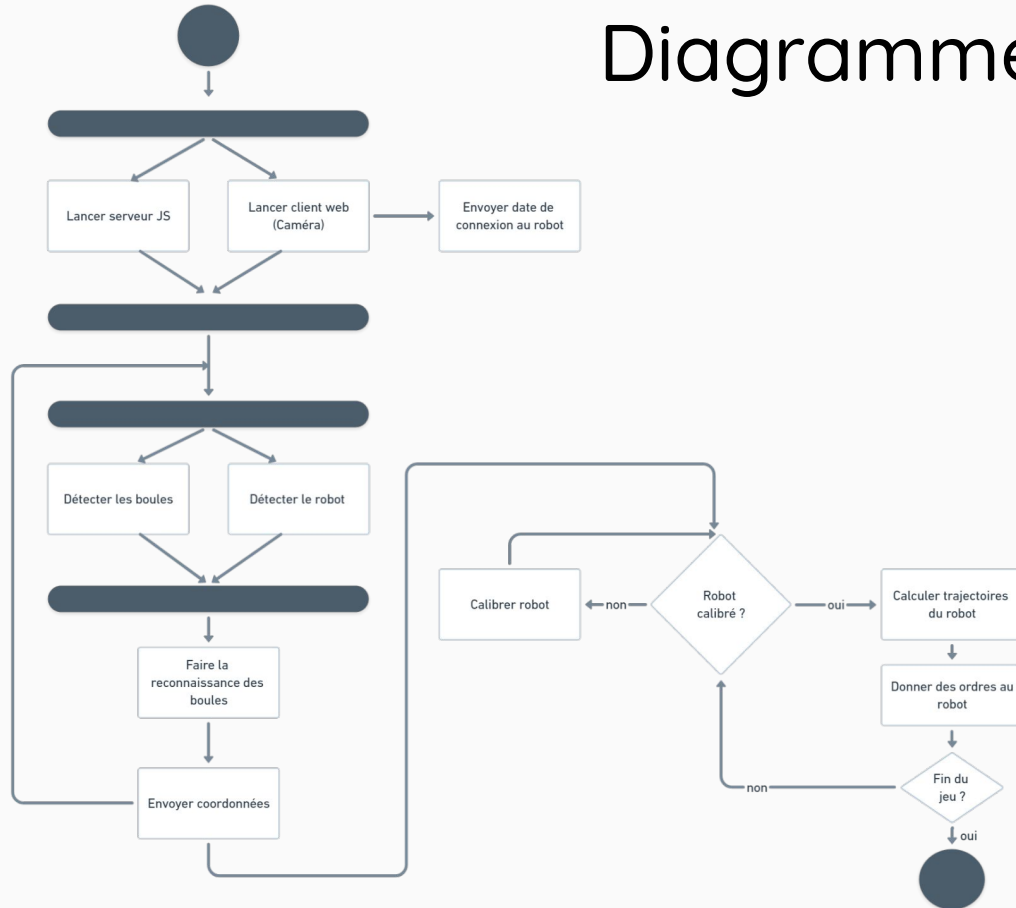 Diagramme
Lancer serveur JS
Lancer client web
(Caméra)
Envoyer date de
connexion au robot
Détecter les boules
Détecter le robot
Faire la
reconnaissance des
boules
Envoyer coordonnées
Calibrer robot
non
Robot
calibré ?
oui
Calculer trajectoires
du robot
Donner des ordres au
robot
non
Fin du
jeu ?
oui